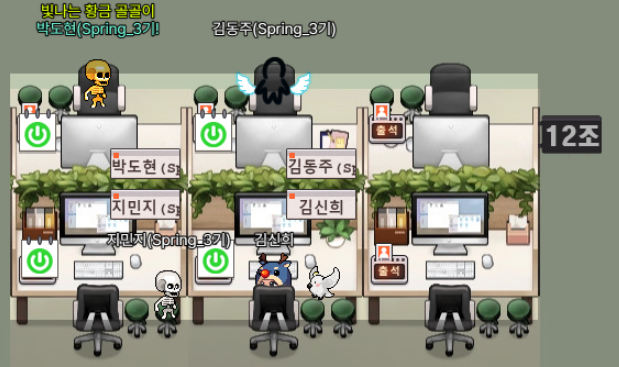 빛나는 황금 골골이
박도현(Spring_3기!
김동주(Spring_3기)
출석
12조
박도현 (Sp
김동주 (S
지민지 (Sp
김신희
지민지(Spring_3기)
김신희
출석